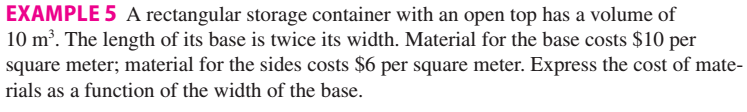 EXAMPLE 5 A rectangular storage container with an open top has a volume of
10 m³. The length of its base is twice its width. Material for the base costs $10 per
square meter; material for the sides costs $6 per square meter. Express the cost of mate-
rials as a function of the width of the base.